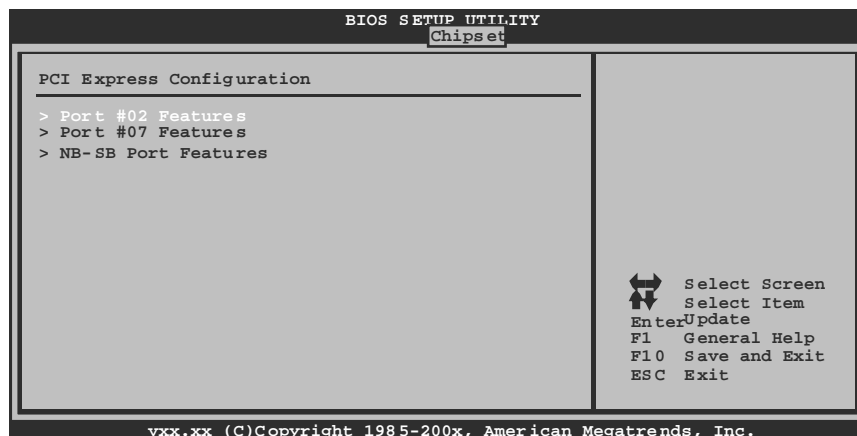 BIOS SETUP UTILITY
Chipset
PCI Express Configuration
> Port #02 Features
> Port #07 Features
> NB-SB Port Features
Select Screen
Select Item
Enter Update
F1 General Help
F10 Save and Exit
ESC Exit
vxx.xx (C)Copyright 1985-200x, American Megatrends, Inc.